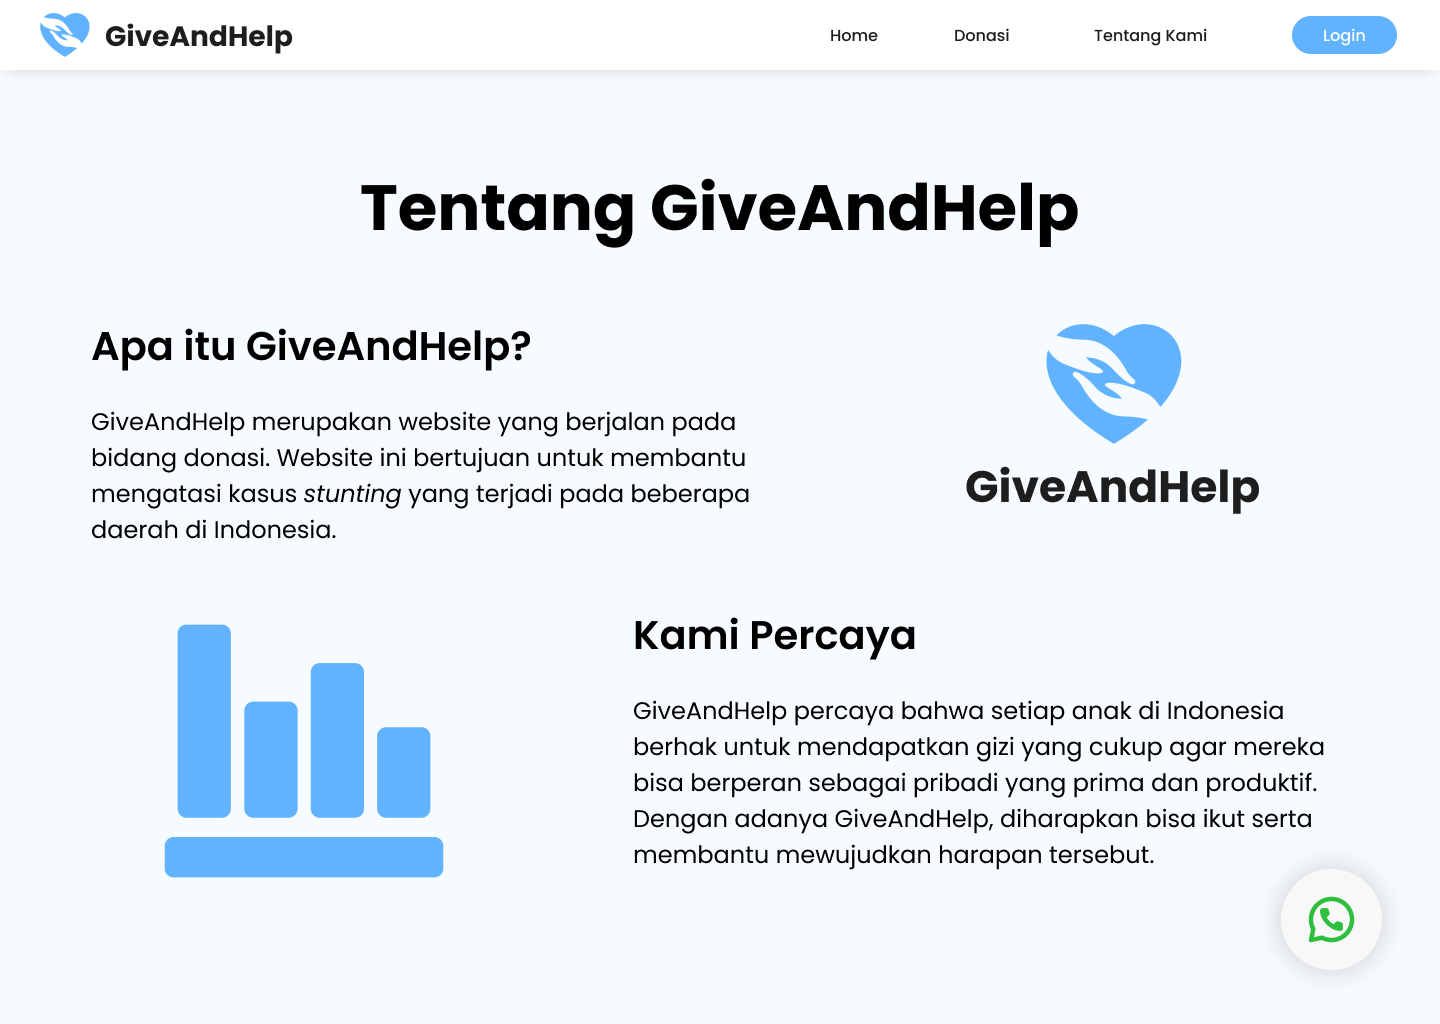 GiveAndHelp
Home
Donasi
Tentang Kami
Login
Tentang GiveAndHelp
Apa itu GiveAndHelp?
GiveAndHelp merupakan website yang berjalan pada
bidang donasi. Website ini bertujuan untuk membantu
mengatasi kasus stunting yang terjadi pada beberapa
daerah di Indonesia.
GiveAndHelp
Kami Percaya
GiveAndHelp percaya bahwa setiap anak di Indonesia
berhak untuk mendapatkan gizi yang cukup agar mereka
bisa berperan sebagai pribadi yang prima dan produktif.
Dengan adanya GiveAndHelp, diharapkan bisa ikut serta
membantu mewujudkan harapan tersebut.